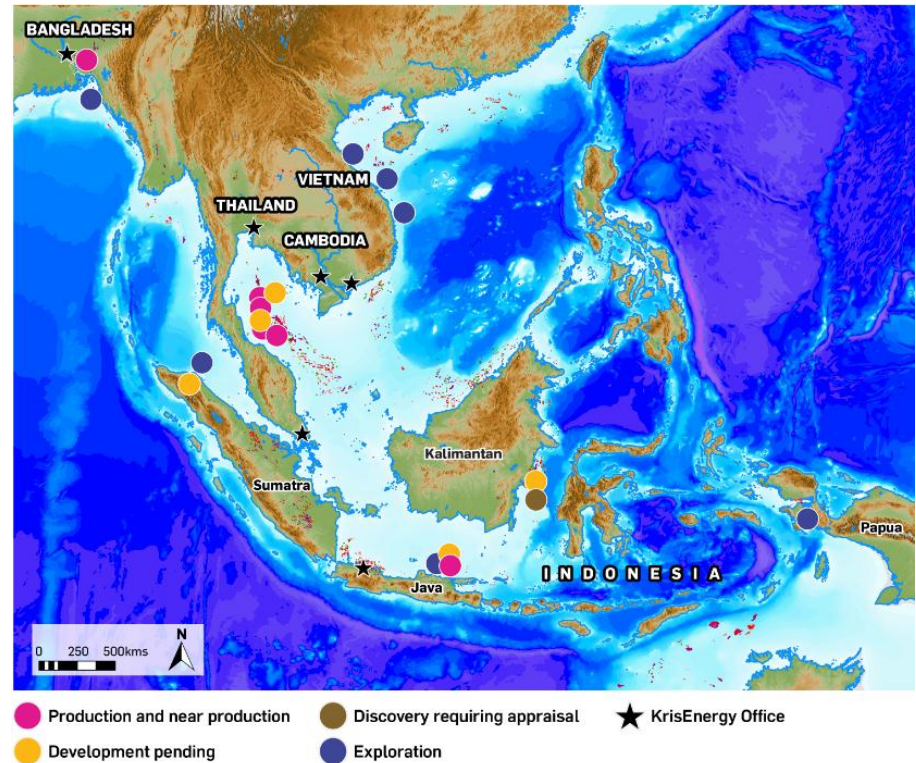 BANGLADESH
VIETNAM
THAILAND
CAMBODIA
Kalimantan
Sumatra
Papua
INDONESIA
Java
N
0 250 500kms
Production and near production
Discovery requiring appraisal
KrisEnergy Office
Development pending
Exploration